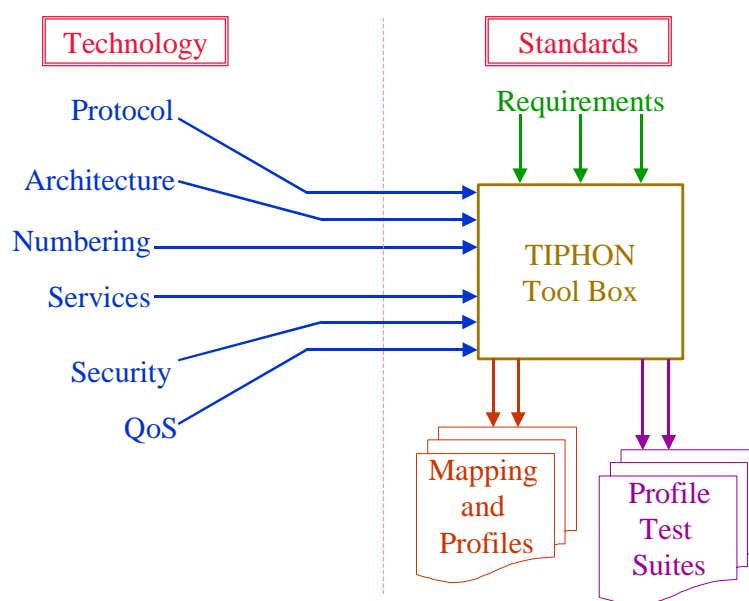 Technology
Standards
Protocol
Requirements
Architecture
Numbering
TIPHON
Tool Box
Services
Security
QoS
Mapping
and
Profiles
Profile
Test
Suites